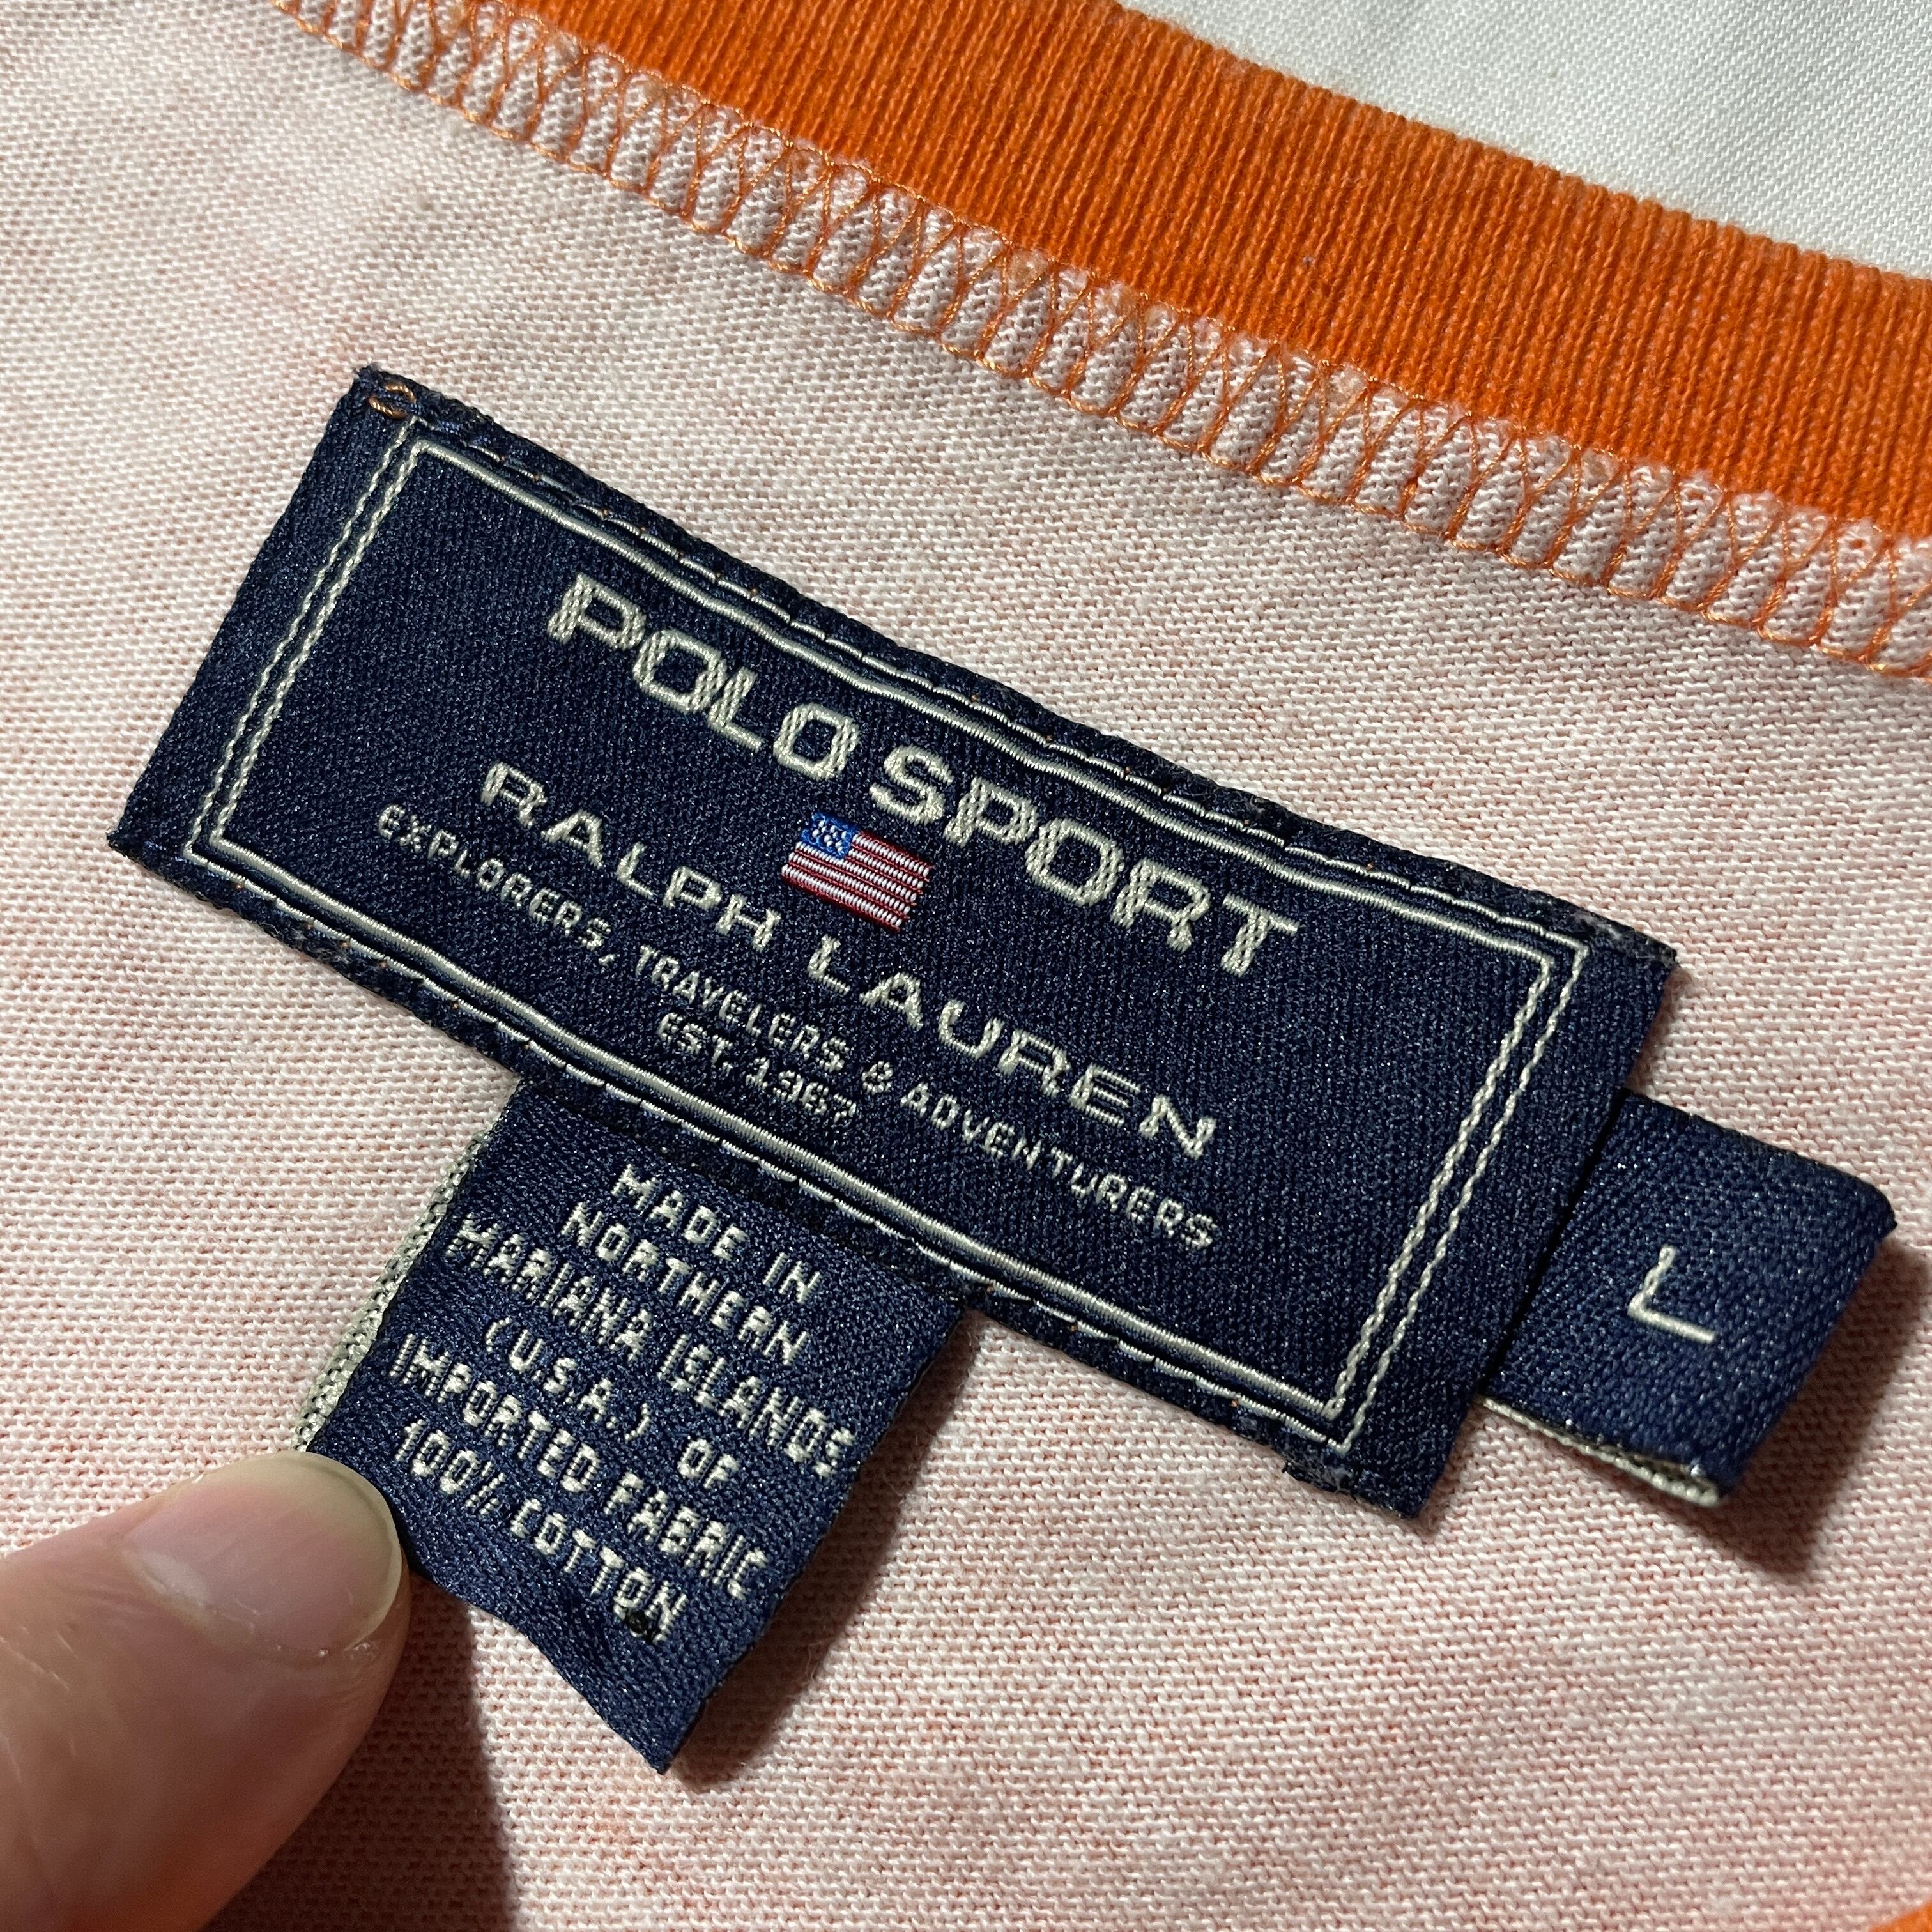 POLO SPORT
RALPH LAUREN
EXPLORERS, TRAVELERS & ADVENTURERS
EST. 1967
L
MADE IN
NORTHERN
MARIANA ISLANDS
(U.S.A.) OF
IMPORTED FABRIC
100% COTTON